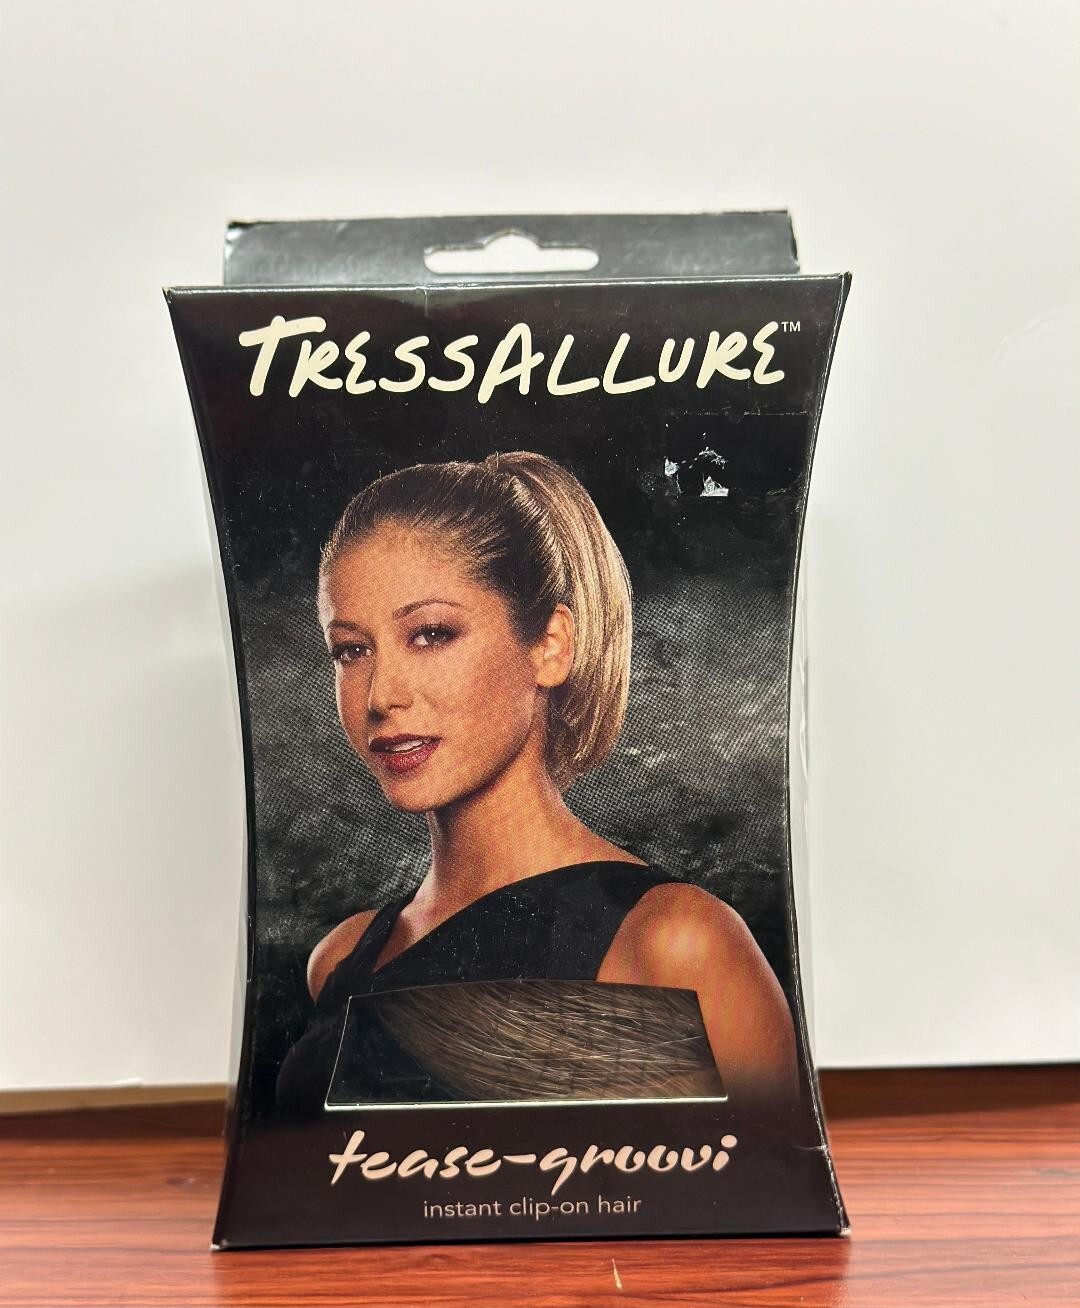 TRESSALLURE™
tease-groovi
instant clip-on hair